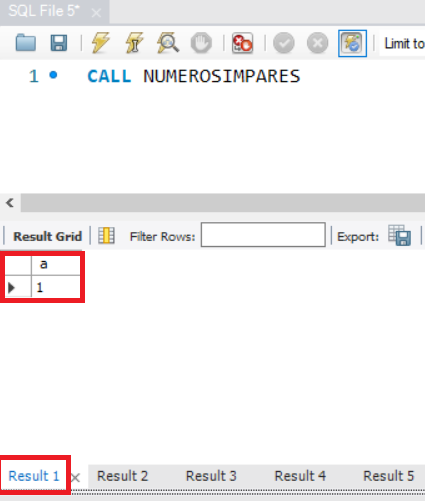 SQL File 5*
Limit to
1 CALL NUMEROSIMPARES
Result Grid Filter Rows: Export:
a
1
Result 1 Result 2 Result 3 Result 4 Result 5